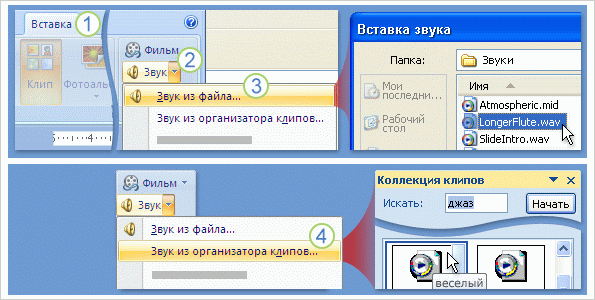 Вставка 1
Клип
Фотоальбом
Фильм
Звук 2
Звук из файла... 3
Звук из организатора клипов...
Вставка звука
Папка: Звуки
Мои последни...
Рабочий стол
Имя
Atmospheric.mid
LongerFlute.wav
SlideIntro.wav
Фильм
Звук
Звук из файла...
Звук из организатора клипов... 4
Коллекция клипов
Искать: джаз Начать
веселый